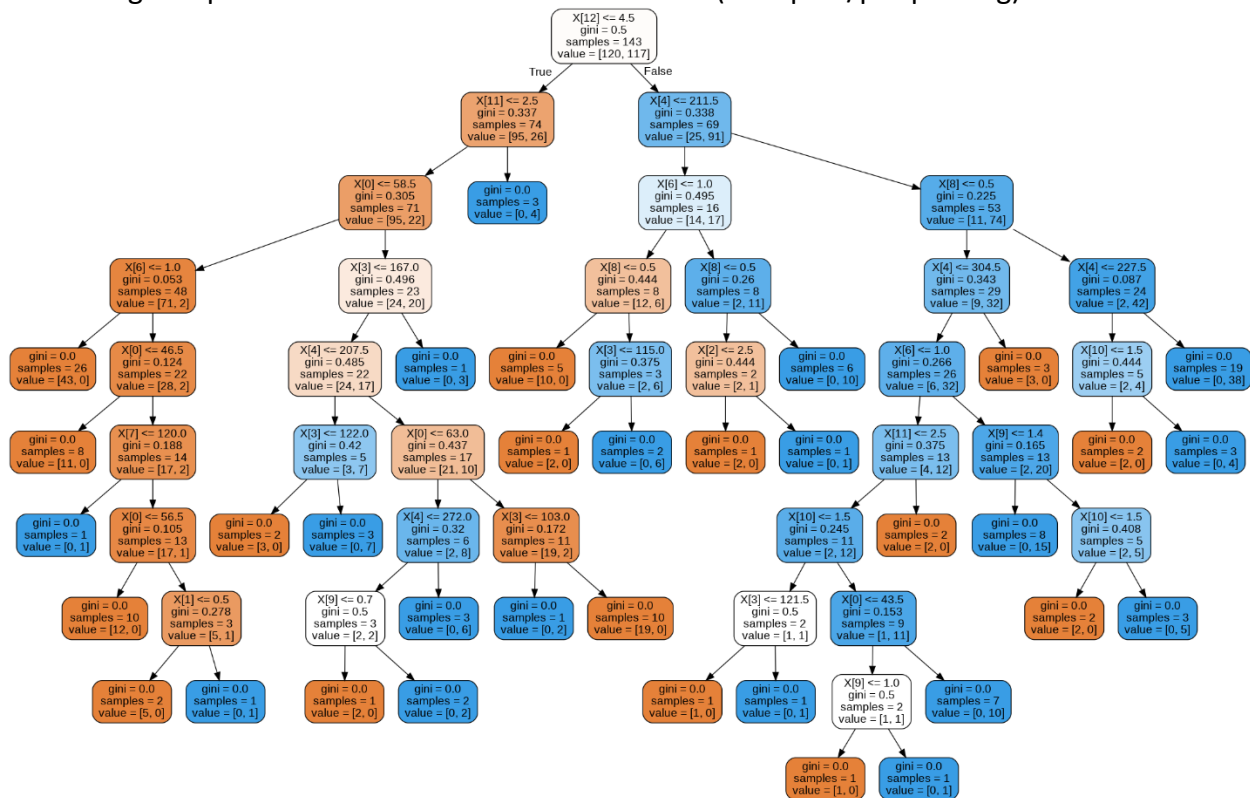 X[12] <= 4.5
gini = 0.5
samples = 143
value = [120, 117]
True
False
X[11] <= 2.5
gini = 0.337
samples = 74
value = [95, 26]
X[4] <= 211.5
gini = 0.338
samples = 69
value = [25, 91]
X[0] <= 58.5
gini = 0.305
samples = 71
value = [95, 22]
gini = 0.0
samples = 3
value = [0, 4]
X[6] <= 1.0
gini = 0.495
samples = 16
value = [14, 17]
X[8] <= 0.5
gini = 0.225
samples = 53
value = [11, 74]
X[6] <= 1.0
gini = 0.053
samples = 48
value = [71, 2]
X[3] <= 167.0
gini = 0.496
samples = 23
value = [24, 20]
X[8] <= 0.5
gini = 0.444
samples = 8
value = [12, 6]
X[8] <= 0.5
gini = 0.26
samples = 8
value = [2, 11]
X[4] <= 304.5
gini = 0.343
samples = 29
value = [9, 32]
X[4] <= 227.5
gini = 0.087
samples = 24
value = [2, 42]
gini = 0.0
samples = 26
value = [43, 0]
X[0] <= 46.5
gini = 0.124
samples = 22
value = [28, 2]
X[4] <= 207.5
gini = 0.485
samples = 22
value = [24, 17]
gini = 0.0
samples = 1
value = [0, 3]
gini = 0.0
samples = 5
value = [10, 0]
X[3] <= 115.0
gini = 0.375
samples = 3
value = [2, 6]
X[2] <= 2.5
gini = 0.444
samples = 2
value = [2, 1]
gini = 0.0
samples = 6
value = [0, 10]
X[6] <= 1.0
gini = 0.266
samples = 26
value = [6, 32]
gini = 0.0
samples = 3
value = [3, 0]
X[10] <= 1.5
gini = 0.444
samples = 5
value = [2, 4]
gini = 0.0
samples = 19
value = [0, 38]
gini = 0.0
samples = 8
value = [11, 0]
X[7] <= 120.0
gini = 0.188
samples = 14
value = [17, 2]
X[3] <= 122.0
gini = 0.42
samples = 5
value = [3, 7]
X[0] <= 63.0
gini = 0.437
samples = 17
value = [21, 10]
gini = 0.0
samples = 1
value = [2, 0]
gini = 0.0
samples = 2
value = [0, 6]
gini = 0.0
samples = 1
value = [2, 0]
gini = 0.0
samples = 1
value = [0, 1]
X[11] <= 2.5
gini = 0.375
samples = 13
value = [4, 12]
X[9] <= 1.4
gini = 0.165
samples = 13
value = [2, 20]
gini = 0.0
samples = 2
value = [2, 0]
gini = 0.0
samples = 3
value = [0, 4]
gini = 0.0
samples = 1
value = [0, 1]
X[0] <= 56.5
gini = 0.105
samples = 13
value = [17, 1]
gini = 0.0
samples = 2
value = [3, 0]
gini = 0.0
samples = 3
value = [0, 7]
X[4] <= 272.0
gini = 0.32
samples = 6
value = [2, 8]
X[3] <= 103.0
gini = 0.172
samples = 11
value = [19, 2]
X[10] <= 1.5
gini = 0.245
samples = 11
value = [2, 12]
gini = 0.0
samples = 2
value = [2, 0]
gini = 0.0
samples = 8
value = [0, 15]
X[10] <= 1.5
gini = 0.408
samples = 5
value = [2, 5]
gini = 0.0
samples = 10
value = [12, 0]
X[1] <= 0.5
gini = 0.278
samples = 3
value = [5, 1]
X[9] <= 0.7
gini = 0.5
samples = 3
value = [2, 2]
gini = 0.0
samples = 3
value = [0, 6]
gini = 0.0
samples = 1
value = [0, 2]
gini = 0.0
samples = 10
value = [19, 0]
X[3] <= 121.5
gini = 0.5
samples = 2
value = [1, 1]
X[0] <= 43.5
gini = 0.153
samples = 9
value = [1, 11]
gini = 0.0
samples = 2
value = [2, 0]
gini = 0.0
samples = 3
value = [0, 5]
gini = 0.0
samples = 2
value = [5, 0]
gini = 0.0
samples = 1
value = [0, 1]
gini = 0.0
samples = 1
value = [2, 0]
gini = 0.0
samples = 2
value = [0, 2]
gini = 0.0
samples = 1
value = [1, 0]
gini = 0.0
samples = 1
value = [0, 1]
X[9] <= 1.0
gini = 0.5
samples = 2
value = [1, 1]
gini = 0.0
samples = 7
value = [0, 10]
gini = 0.0
samples = 1
value = [1, 0]
gini = 0.0
samples = 1
value = [0, 1]